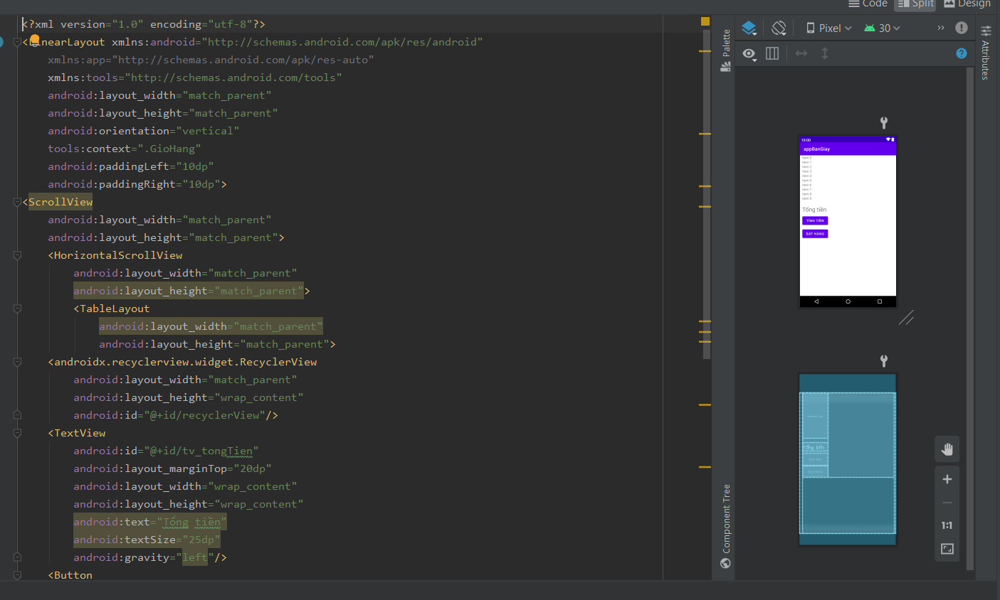 Code Split Design
<?xml version="1.0" encoding="utf-8"?>
<LinearLayout xmlns:android="http://schemas.android.com/apk/res/android"
xmlns:app="http://schemas.android.com/apk/res-auto"
xmlns:tools="http://schemas.android.com/tools"
android:layout_width="match_parent"
android:layout_height="match_parent"
android:orientation="vertical"
tools:context=".GioHang"
android:paddingLeft="10dp"
android:paddingRight="10dp">
<ScrollView
android:layout_width="match_parent"
android:layout_height="match_parent">
<HorizontalScrollView
android:layout_width="match_parent"
android:layout_height="match_parent">
<TableLayout
android:layout_width="match_parent"
android:layout_height="match_parent">
<androidx.recyclerview.widget.RecyclerView
android:layout_width="match_parent"
android:layout_height="wrap_content"
android:id="@+id/recyclerView"/>
<TextView
android:id="@+id/tv_tongTien"
android:layout_marginTop="20dp"
android:layout_width="wrap_content"
android:layout_height="wrap_content"
android:text="Tổng tiền"
android:textSize="25dp"
android:gravity="left"/>
<Button
Palette
Component Tree
Pixel 30 »
Attributes
10:00
appBanGiay
Item 0
Item 1
Item 2
Item 3
Item 4
Item 5
Item 6
Item 7
Item 8
Item 9
Tổng tiền
TÍNH TIỀN
ĐẶT HÀNG
Tổng tiền
1:1